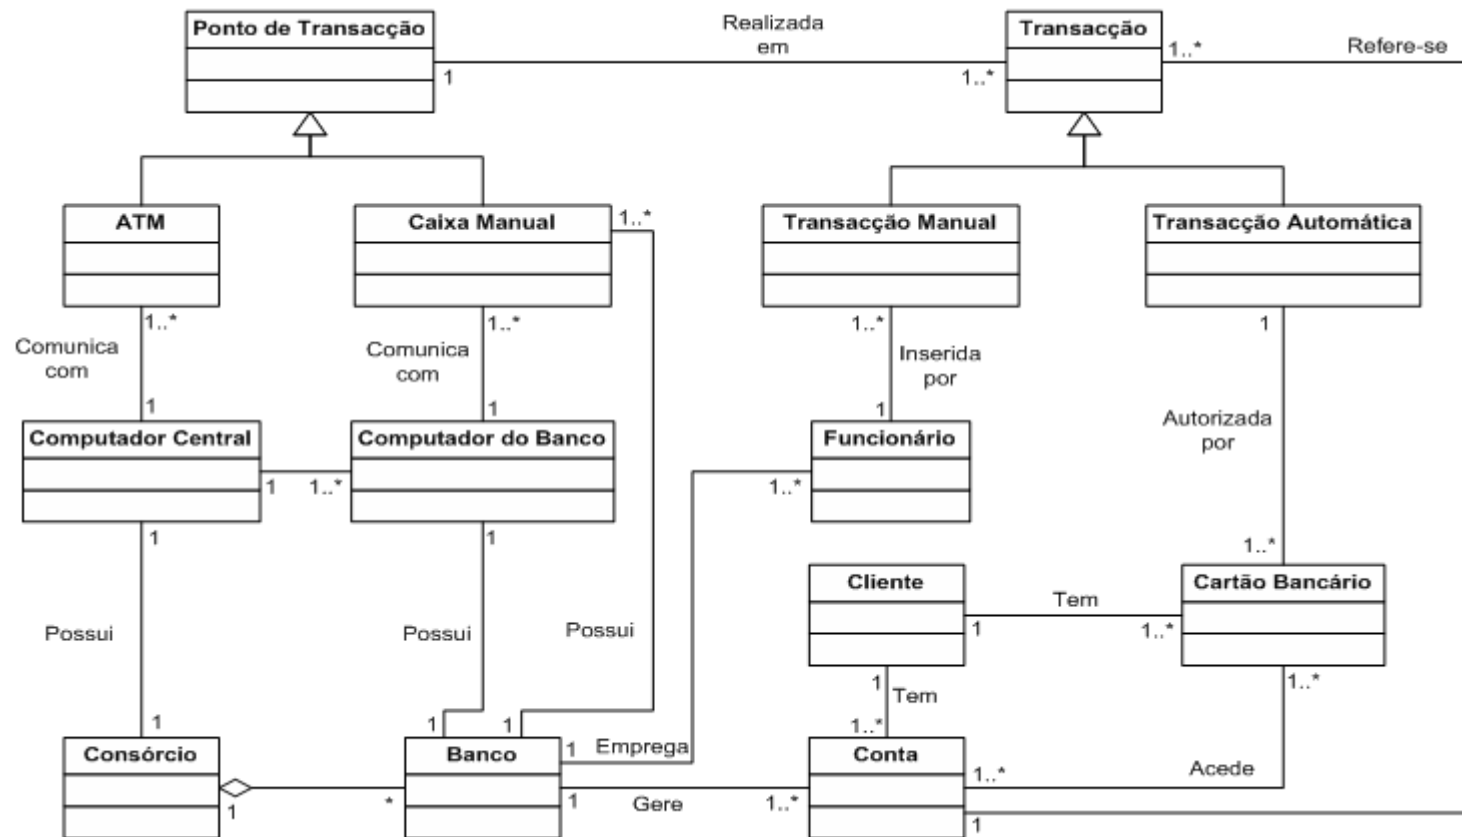 Ponto de Transacção
Realizada
em
Transacção
1..*
Refere-se
1
1..*
ATM
Caixa Manual
1..*
Transacção Manual
Transacção Automática
1..*
1..*
1..*
1
Comunica
com
Comunica
com
Inserida
por
1
1
1
Autorizada
por
Computador Central
Computador do Banco
Funcionário
1
1..*
1..*
1
1
1..*
Cliente
Cartão Bancário
Tem
1
1..*
Possui
Possui
Possui
1
Tem
1..*
1
1
1
1..*
Consórcio
Banco
1
Emprega
Conta
1..*
Acede
1
*
1
Gere
1..*
1